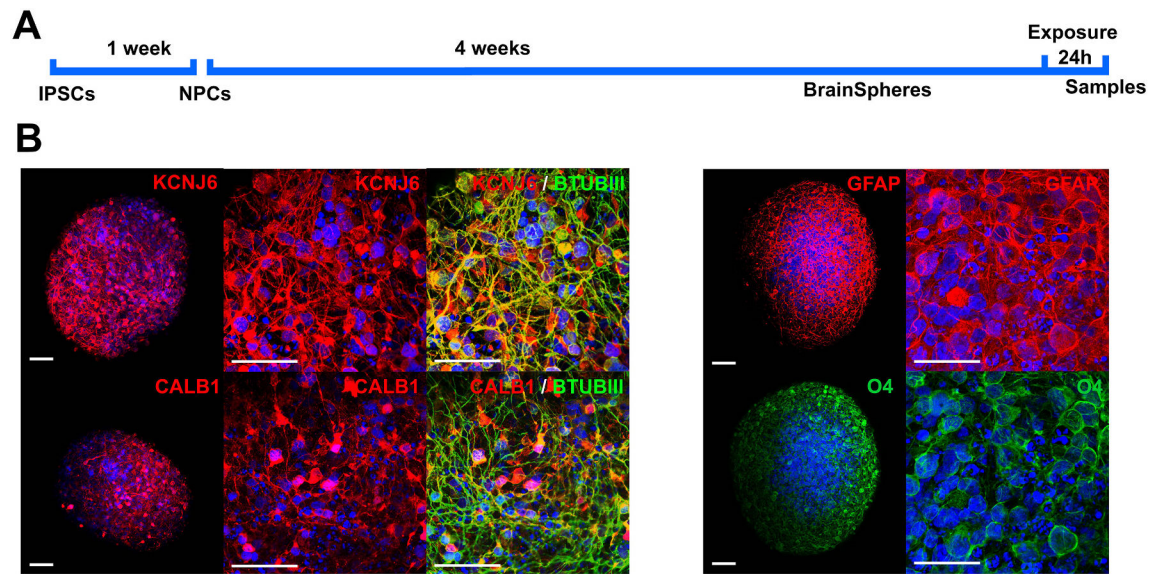 A
1 week
4 weeks
Exposure
24h
IPSCs
NPCs
BrainSpheres
Samples
B
KCNJ6
KCNJ6
KCNJ6 / BTUBIII
GFAP
GFAP
CALB1
CALB1
CALB1 / BTUBIII
O4
O4